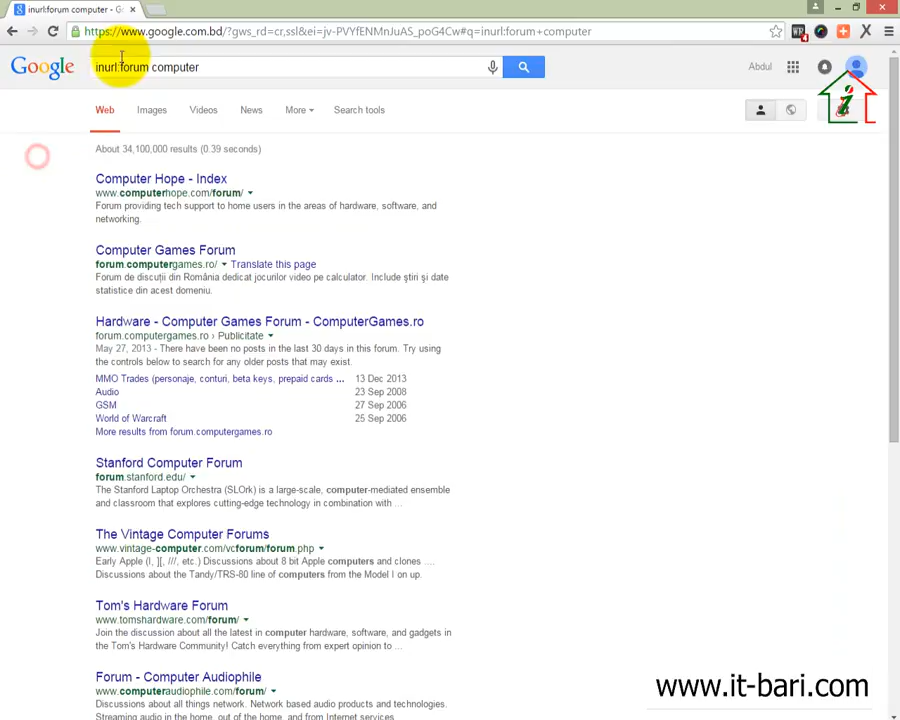 inurl:forum computer - Go
https://www.google.com.bd/?gws_rd=cr,ssl&ei=jv-PVYfENMnJuAS_poG4Cw#q=inurl:forum+computer
Google
inurl:forum computer
Abdul
Web Images Videos News More Search tools
About 34,100,000 results (0.39 seconds)
Computer Hope - Index
www.computerhope.com/forum/
Forum providing tech support to home users in the areas of hardware, software, and
networking.
Computer Games Forum
forum.computergames.ro/ Translate this page
Forum de discuții din România dedicat jocurilor video pe calculator. Include știri și date
statistice din acest domeniu.
Hardware - Computer Games Forum - ComputerGames.ro
forum.computergames.ro › Publicitate
May 27, 2013 - There have been no posts in the last 30 days in this forum. Try using
the controls below to search for any older posts that may exist.
MMO Trades (personaje, conturi, beta keys, prepaid cards ... 13 Dec 2013
Audio 23 Sep 2008
GSM 27 Sep 2006
World of Warcraft 25 Sep 2006
More results from forum.computergames.ro
Stanford Computer Forum
forum.stanford.edu/
The Stanford Laptop Orchestra (SLOrk) is a large-scale, computer-mediated ensemble
and classroom that explores cutting-edge technology in combination with ...
The Vintage Computer Forums
www.vintage-computer.com/vcforum/forum.php
Early Apple (I, ][, ///, etc.) Discussions about 8 bit Apple computers and clones ....
Discussions about the Tandy/TRS-80 line of computers from the Model I on up.
Tom's Hardware Forum
www.tomshardware.com/forum/
Join the discussion about all the latest in computer hardware, software, and gadgets in
the Tom's Hardware Community! Catch everything from expert opinion to ...
Forum - Computer Audiophile
www.computeraudiophile.com/forum/
Discussions about all things network. Network based audio products and technologies.
Streaming audio in the home, out of the home, and from Internet services
www.it-bari.com